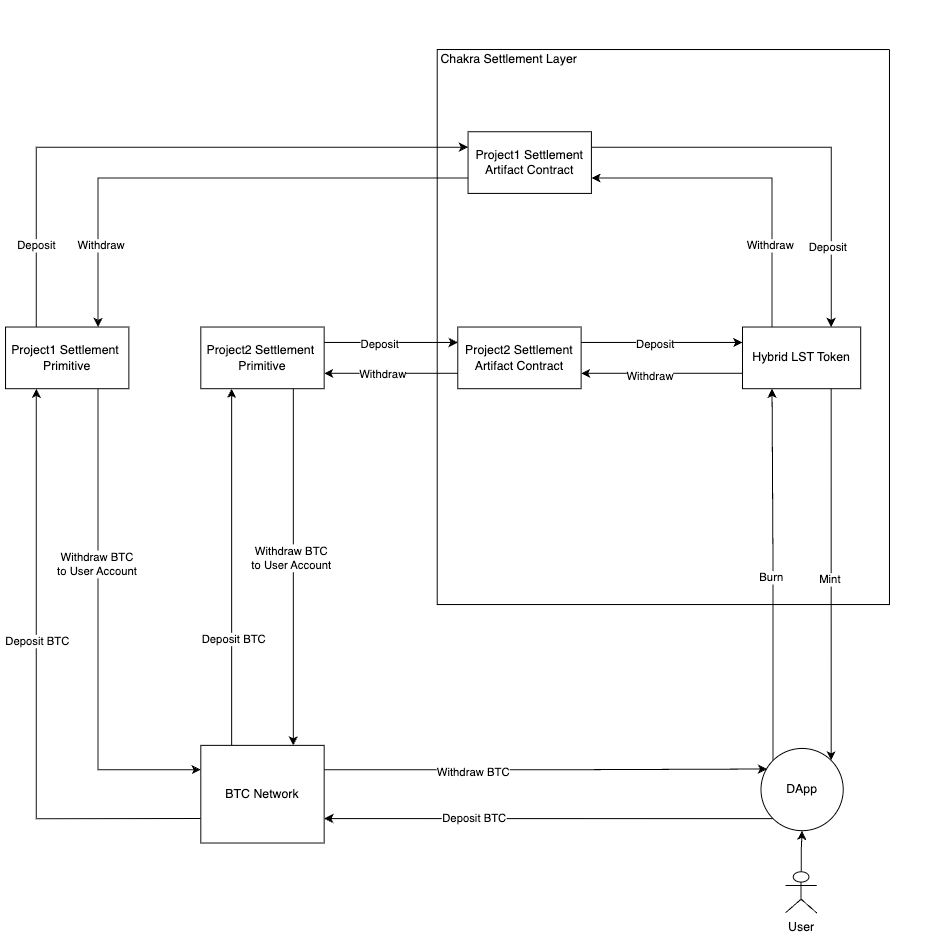 Chakra Settlement Layer
Project1 Settlement
Artifact Contract
Deposit
Withdraw
Withdraw
Deposit
Project1 Settlement
Primitive
Project2 Settlement
Primitive
Deposit
Withdraw
Project2 Settlement
Artifact Contract
Deposit
Withdraw
Hybrid LST Token
Withdraw BTC
to User Account
Withdraw BTC
to User Account
Burn
Mint
Deposit BTC
Deposit BTC
BTC Network
Withdraw BTC
Deposit BTC
DApp
User